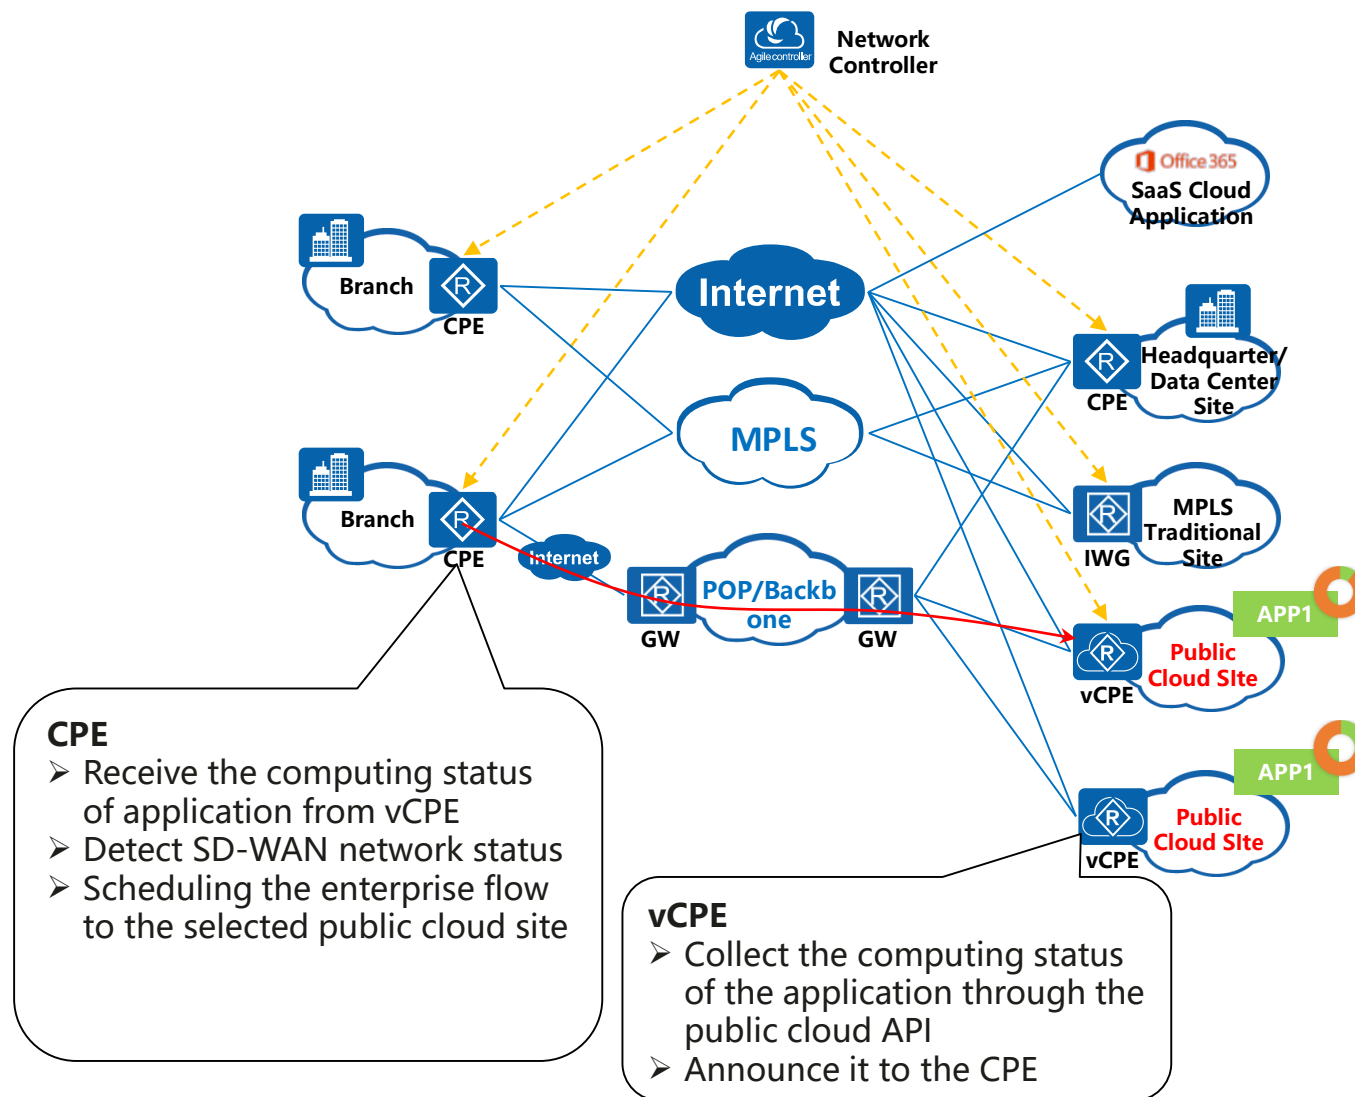 Agile controller
Network
Controller
Office 365
SaaS Cloud
Application
Branch
R
CPE
Internet
R
CPE
Headquarter/
Data Center
Site
MPLS
Branch
R
CPE
Internet
R
GW
POP/Backb
one
R
GW
R
IWG
MPLS
Traditional
Site
APP1
R
vCPE
Public
Cloud SIte
APP1
R
vCPE
Public
Cloud SIte
CPE
➢ Receive the computing status
of application from vCPE
➢ Detect SD-WAN network status
➢ Scheduling the enterprise flow
to the selected public cloud site
vCPE
➢ Collect the computing status
of the application through the
public cloud API
➢ Announce it to the CPE